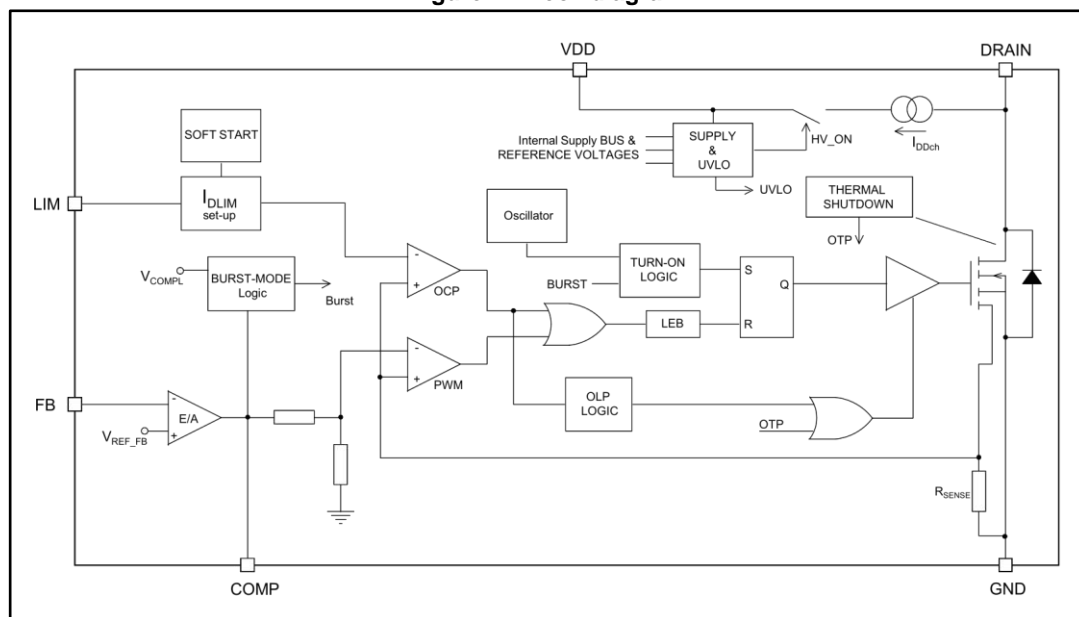 VDD
DRAIN
SOFT START
Internal Supply BUS &
REFERENCE VOLTAGES
SUPPLY
&
UVLO
HV_ON
IDDch
UVLO
LIM
IDLIM
set-up
THERMAL
SHUTDOWN
OTP
Oscillator
VCOMPL
BURST-MODE
Logic
Burst
-
+
OCP
BURST
TURN-ON
LOGIC
S
Q
R
LEB
-
+
PWM
FB
-
E/A
VREF_FB
+
OLP
LOGIC
OTP
RSENSE
COMP
GND